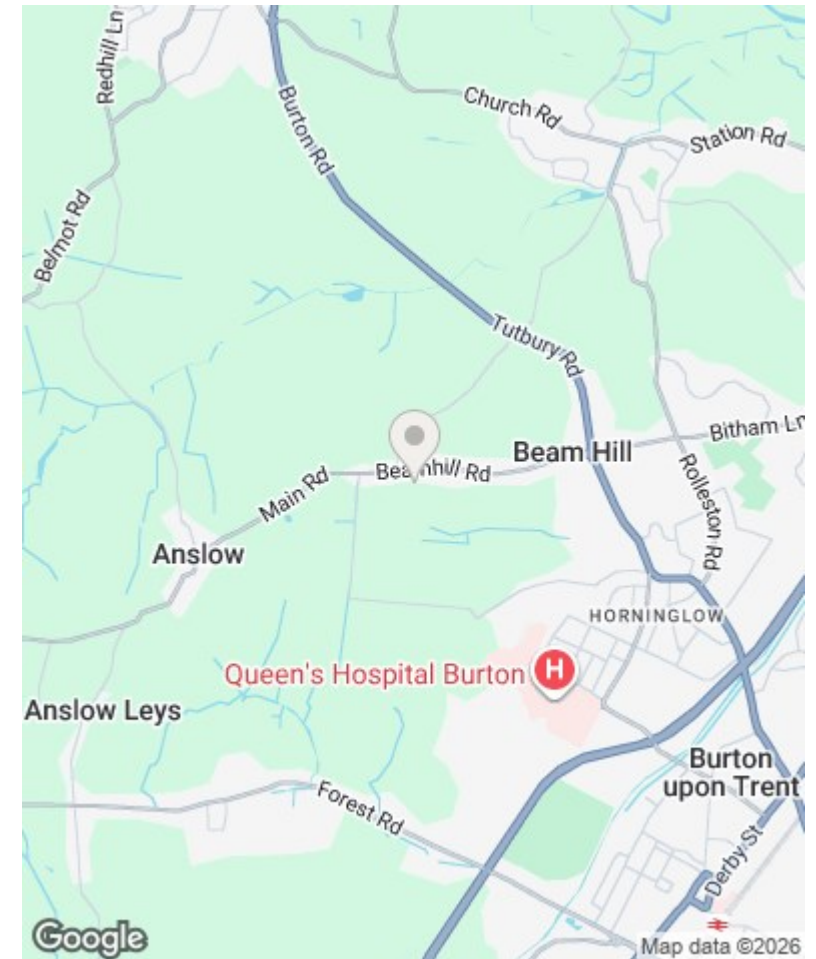 Redhill Ln
Burton Rd
Church Rd
Station Rd
Belmot Rd
Tutbury Rd
Bitham Ln
Beam Hill
Beamhill Rd
Main Rd
Rolleston Rd
Anslow
HORNINGLOW
Queen's Hospital Burton
H
Anslow Leys
Burton
upon Trent
Forest Rd
Derby St
Google
Map data ©2026